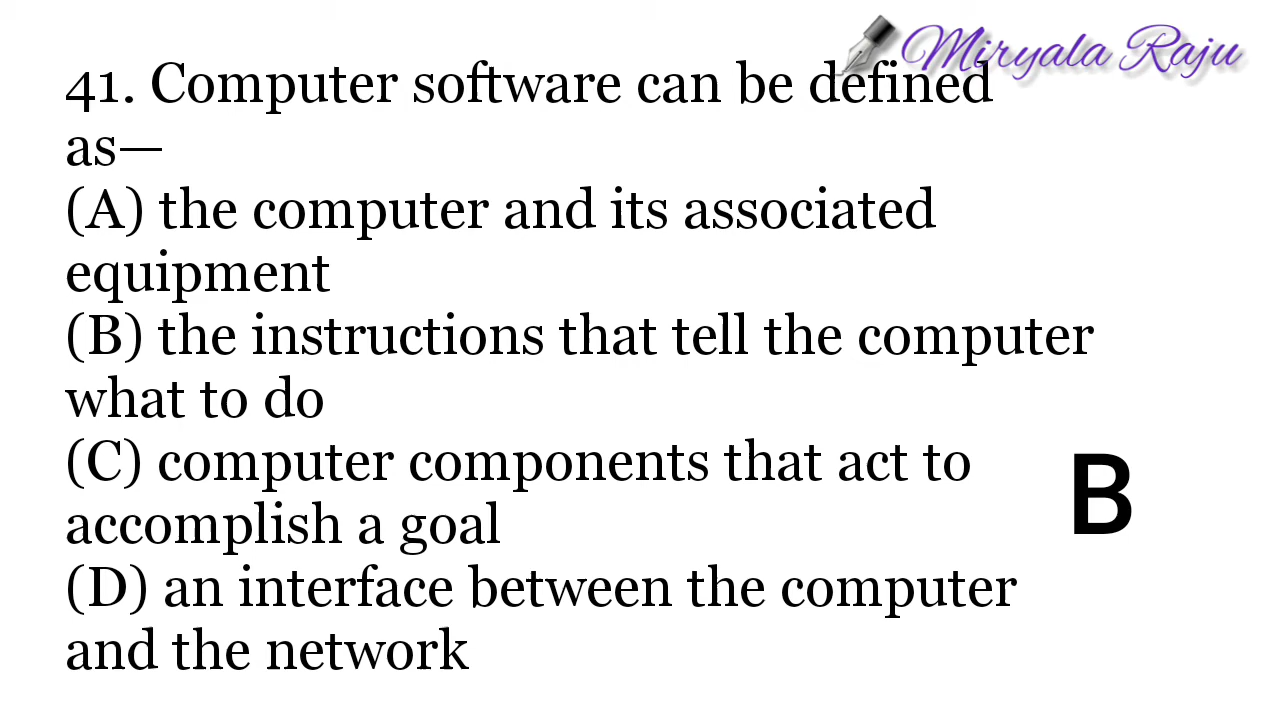 Miryala Raju
41. Computer software can be defined
as—
(A) the computer and its associated
equipment
(B) the instructions that tell the computer
what to do
(C) computer components that act to
accomplish a goal
B
(D) an interface between the computer
and the network